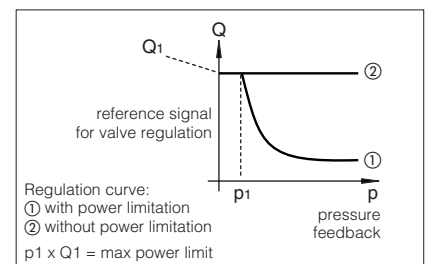 Q
Q1
②
reference signal
for valve regulation
①
p1
p
pressure
feedback
Regulation curve:
① with power limitation
② without power limitation
p1 x Q1 = max power limit